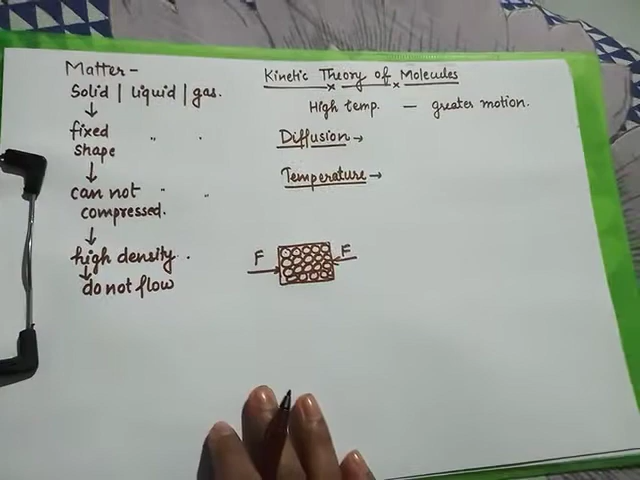 Matter-
Solid | liquid | gas.
fixed " "
shape
can not " "
compressed.
high density.
do not flow
Kinetic Theory of Molecules
High temp. — greater motion.
Diffusion →
Temperature →
F F